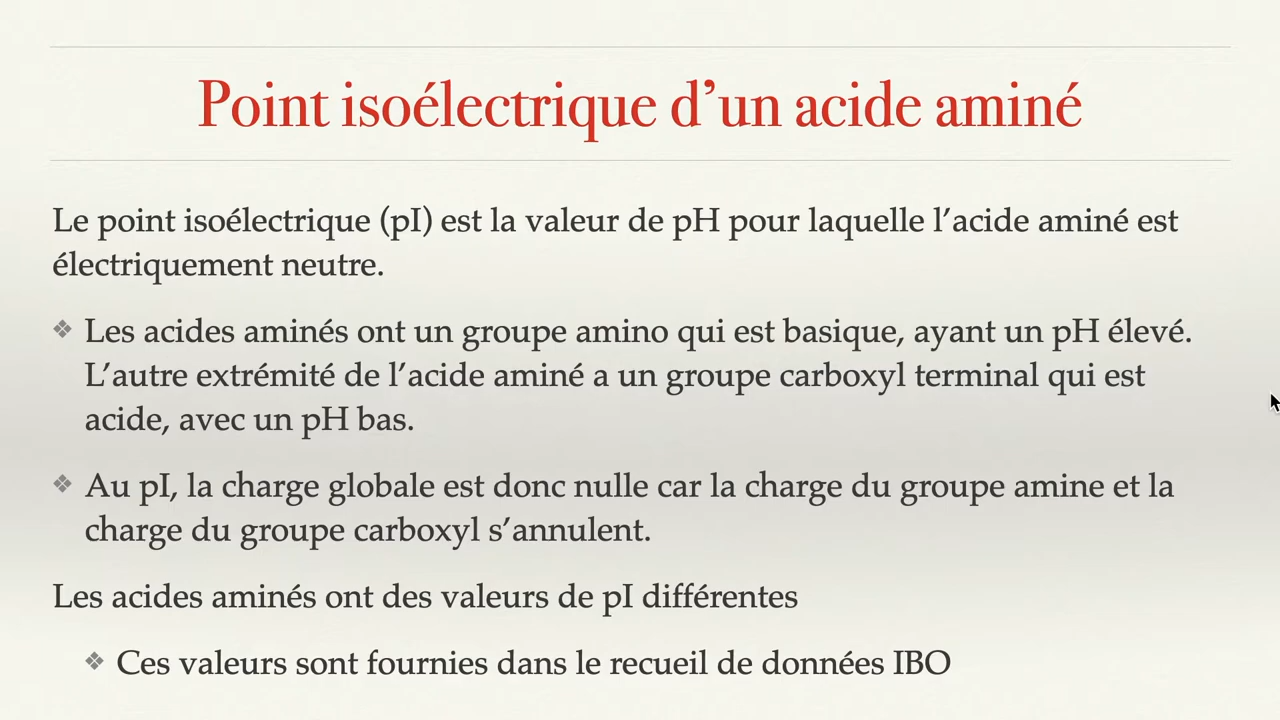 Point isoélectrique d’un acide aminé
Le point isoélectrique (pI) est la valeur de pH pour laquelle l’acide aminé est
électriquement neutre.
❖ Les acides aminés ont un groupe amino qui est basique, ayant un pH élevé.
L’autre extrémité de l’acide aminé a un groupe carboxyl terminal qui est
acide, avec un pH bas.
❖ Au pI, la charge globale est donc nulle car la charge du groupe amine et la
charge du groupe carboxyl s’annulent.
Les acides aminés ont des valeurs de pI différentes
❖ Ces valeurs sont fournies dans le recueil de données IBO